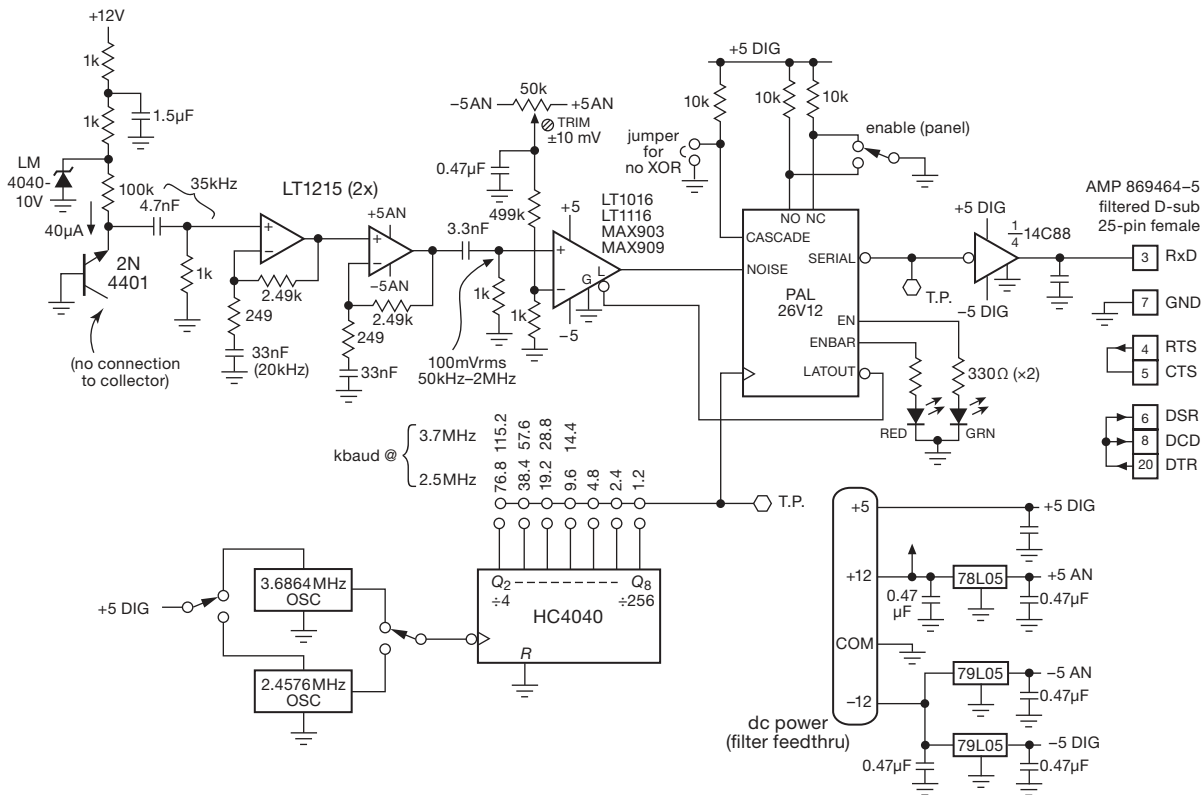 +12V
1k
1k
1.5µF
LM
4040-
10V
100k
40µA
4.7nF
35kHz
2N
4401
(no connection
to collector)
1k
249
2.49k
33nF
(20kHz)
LT1215 (2x)
+
−
+5AN
+
−
−5AN
2.49k
249
33nF
3.3nF
1k
100mVrms
50kHz–2MHz
50k
−5AN
+5AN
TRIM
±10 mV
0.47µF
499k
1k
LT1016
LT1116
MAX903
MAX909
+5
+
−
L
G
−5
+5 DIG
10k
10k
10k
jumper
for
no XOR
enable (panel)
NO NC
CASCADE
NOISE
SERIAL
PAL
26V12
EN
ENBAR
LATOUT
T.P.
+5 DIG
1/4 14C88
−5 DIG
330Ω (×2)
RED
GRN
AMP 869464–5
filtered D-sub
25-pin female
3 RxD
7 GND
4 RTS
5 CTS
6 DSR
8 DCD
20 DTR
kbaud @
3.7MHz
2.5MHz
76.8 115.2
38.4 57.6
19.2 28.8
9.6 14.4
4.8
2.4
1.2
T.P.
+5 DIG
3.6864MHz
OSC
2.4576MHz
OSC
Q2
Q8
÷4
÷256
HC4040
R
+5
+12
COM
−12
dc power
(filter feedthru)
+5 DIG
0.47
µF
78L05
+5 AN
0.47µF
79L05
−5 AN
0.47µF
0.47µF
79L05
−5 DIG
0.47µF